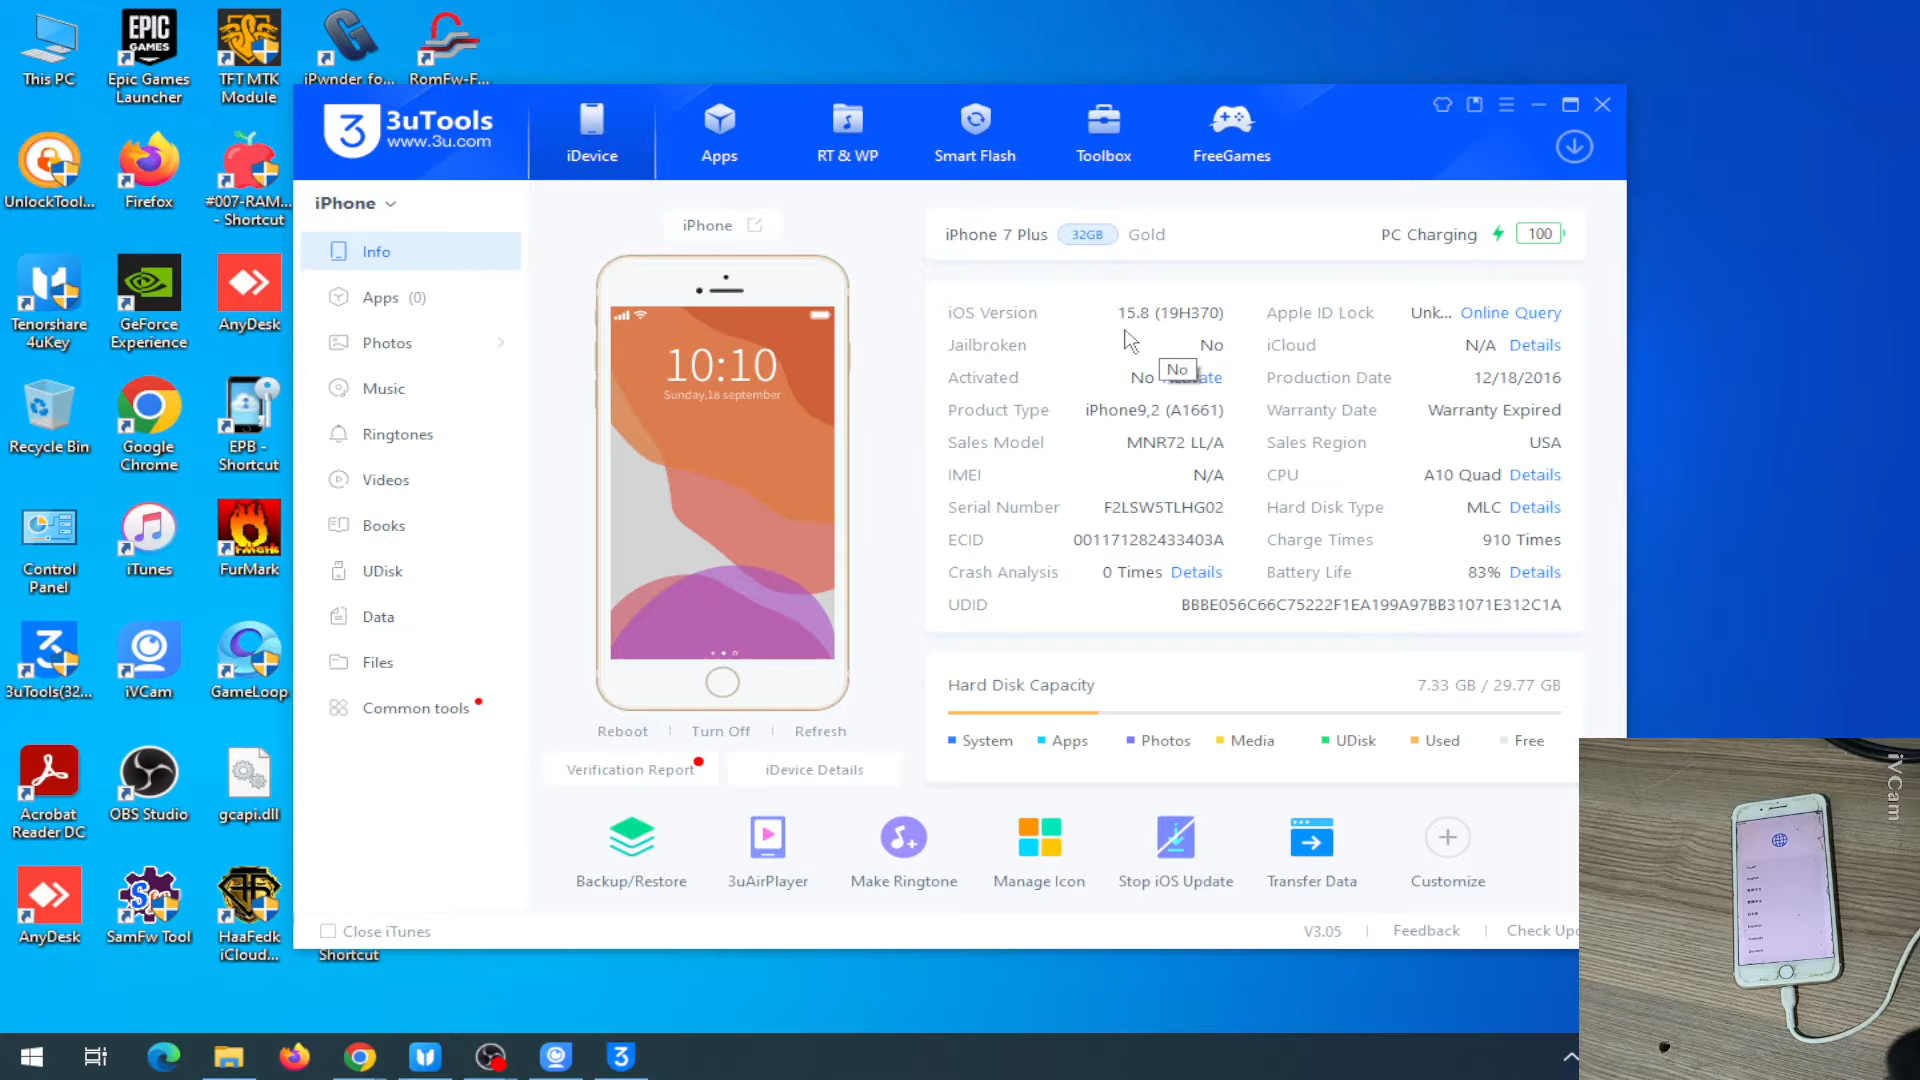 This PC
Epic Games
Launcher
TFT MTK
Module
iPwnder fo...
RomFw-F...
UnlockTool...
Firefox
#007-RAM...
- Shortcut
Tenorshare
4uKey
GeForce
Experience
AnyDesk
Recycle Bin
Google
Chrome
EPB -
Shortcut
Control
Panel
iTunes
FurMark
3uTools(32...
iVCam
GameLoop
Acrobat
Reader DC
OBS Studio
gcapi.dll
AnyDesk
SamFw Tool
HaaFedk
iCloud...
Shortcut
EPIC
GAMES
3uTools
www.3u.com
iDevice
Apps
RT & WP
Smart Flash
Toolbox
FreeGames
iPhone
Info
Apps (0)
Photos
Music
Ringtones
Videos
Books
UDisk
Data
Files
Common tools
Close iTunes
iPhone
10:10
Sunday,18 september
Reboot
Turn Off
Refresh
Verification Report
iDevice Details
iPhone 7 Plus 32GB Gold PC Charging 100
iOS Version 15.8 (19H370) Apple ID Lock Unk... Online Query
Jailbroken No iCloud N/A Details
Activated No Production Date 12/18/2016
No
Product Type iPhone9,2 (A1661) Warranty Date Warranty Expired
Sales Model MNR72 LL/A Sales Region USA
IMEI N/A CPU A10 Quad Details
Serial Number F2LSW5TLHG02 Hard Disk Type MLC Details
ECID 001171282433403A Charge Times 910 Times
Crash Analysis 0 Times Details Battery Life 83% Details
UDID BBBE056C66C75222F1EA199A97BB31071E312C1A
Hard Disk Capacity 7.33 GB / 29.77 GB
System Apps Photos Media UDisk Used Free
Backup/Restore
3uAirPlayer
Make Ringtone
Manage Icon
Stop iOS Update
Transfer Data
Customize
V3.05 Feedback Check Up
iVCam